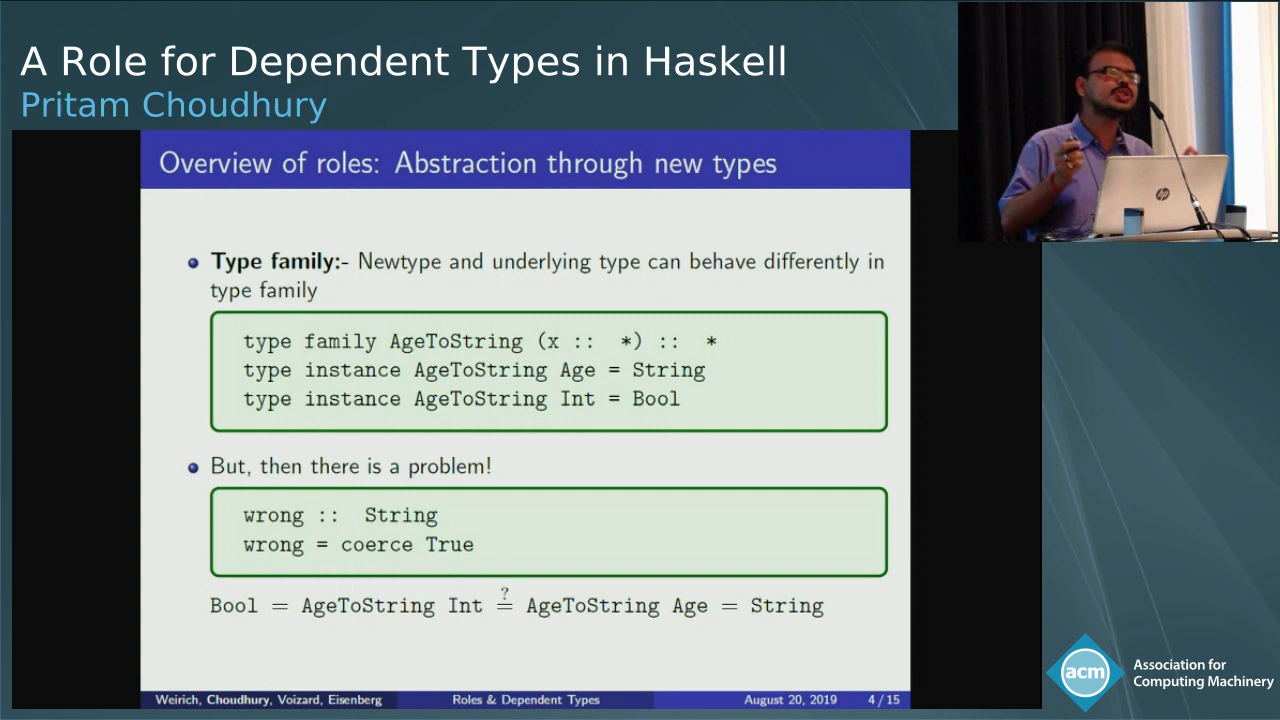 A Role for Dependent Types in Haskell
Pritam Choudhury
Overview of roles: Abstraction through new types
Type family:- Newtype and underlying type can behave differently in
type family
type family AgeToString (x :: *) :: *
type instance AgeToString Age = String
type instance AgeToString Int = Bool
But, then there is a problem!
wrong :: String
wrong = coerce True
?
Bool = AgeToString Int = AgeToString Age = String
Weirich, Choudhury, Voizard, Eisenberg Roles & Dependent Types August 20, 2019 4 / 15
hp
acm
Association for
Computing Machinery